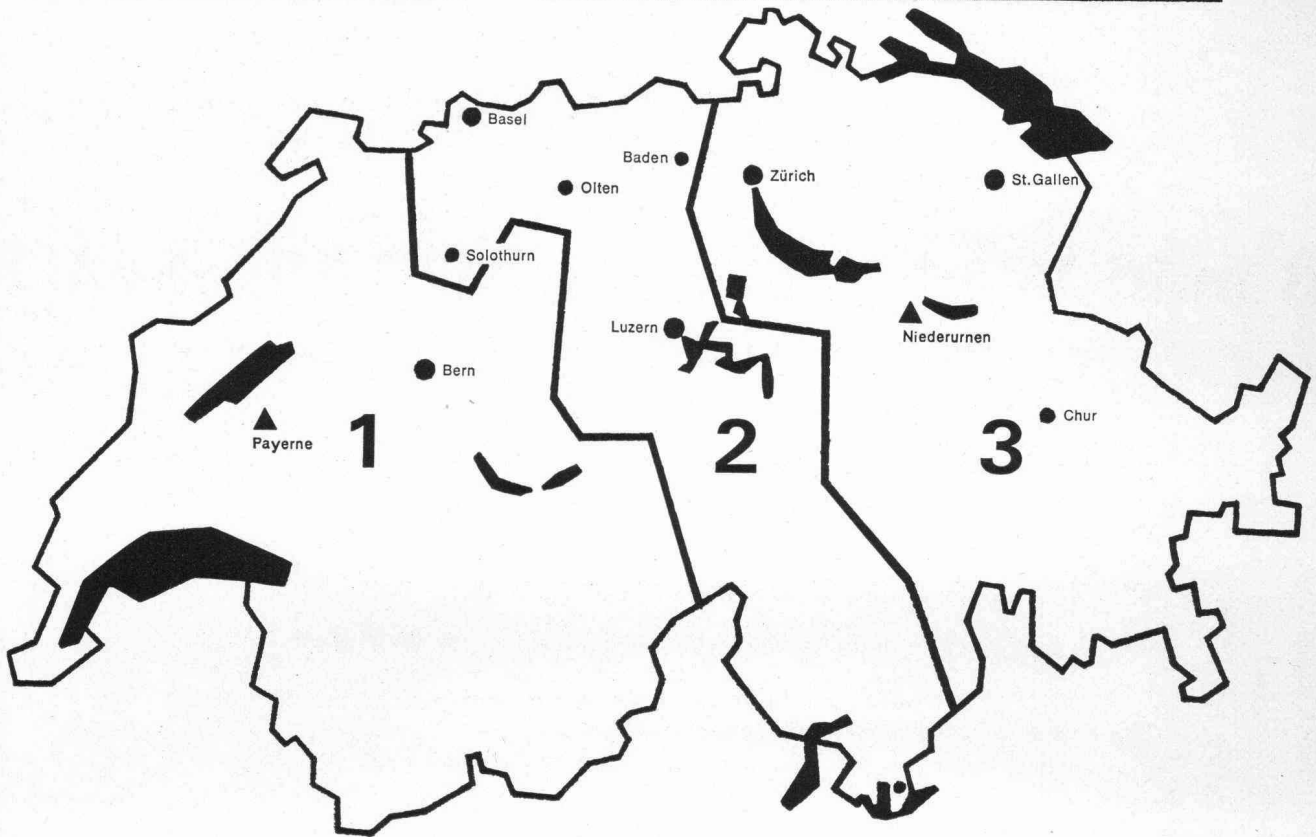 Basel
Baden
Zürich
St.Gallen
Olten
Solothurn
Luzern
Niederurnen
Bern
Payerne
1
2
3
Chur